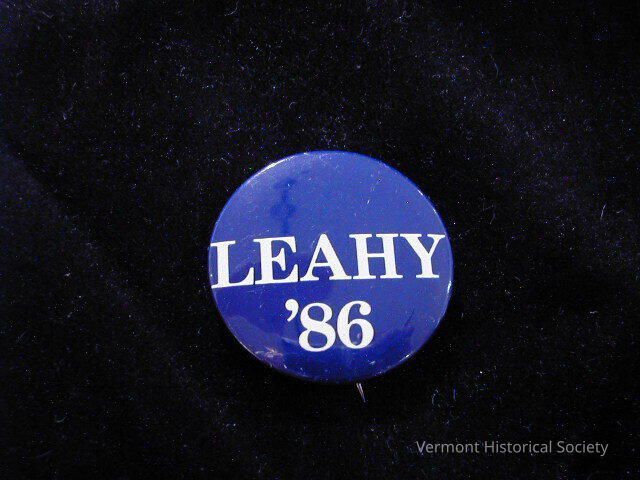 LEAHY
’86
Vermont Historical Society